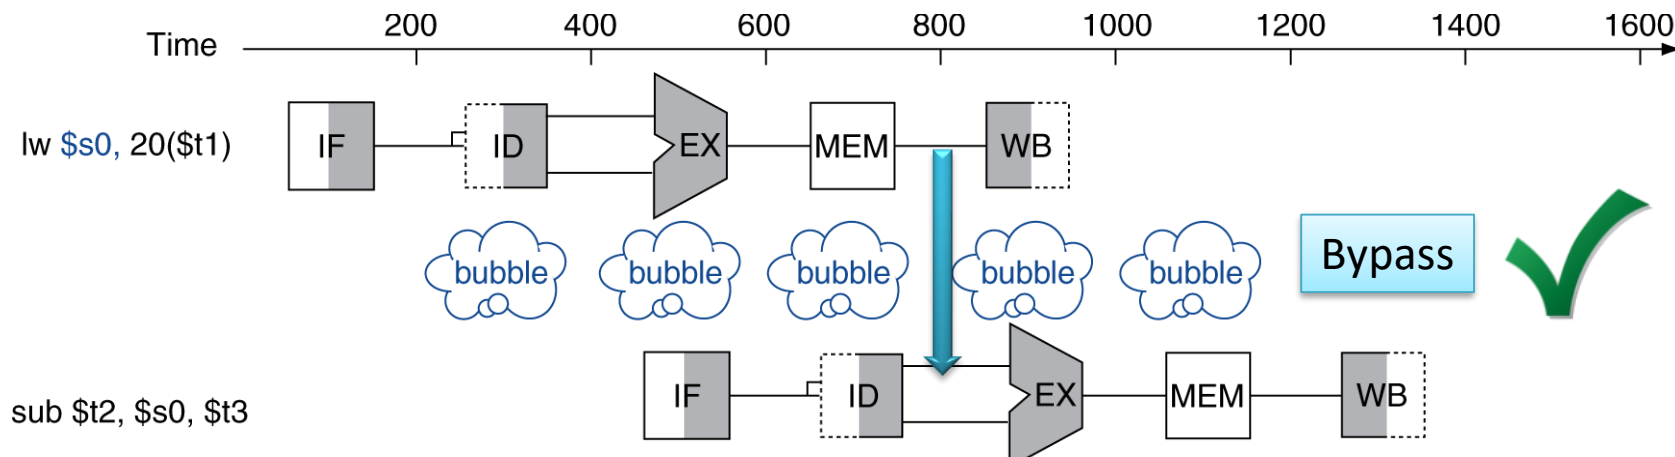 Time 200 400 600 800 1000 1200 1400 1600
lw $s0, 20($t1) IF ID EX MEM WB
bubble bubble bubble bubble bubble Bypass
sub $t2, $s0, $t3 IF ID EX MEM WB